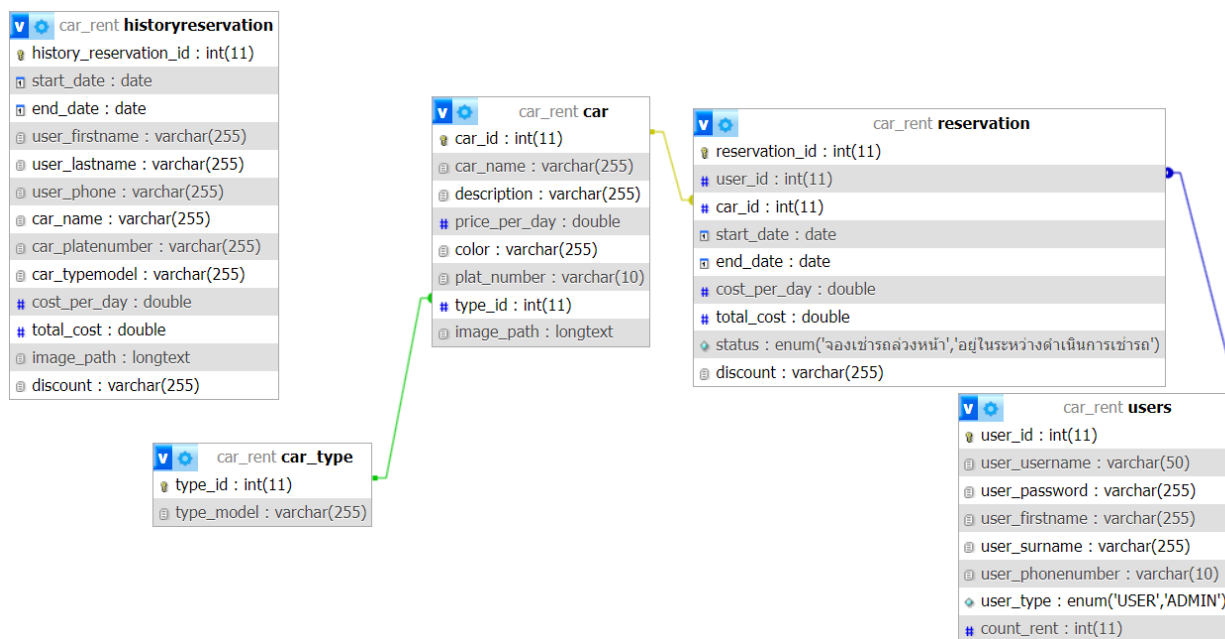 car_rent historyreservation
history_reservation_id : int(11)
start_date : date
end_date : date
user_firstname : varchar(255)
user_lastname : varchar(255)
user_phone : varchar(255)
car_name : varchar(255)
car_platenumber : varchar(255)
car_typemodel : varchar(255)
cost_per_day : double
total_cost : double
image_path : longtext
discount : varchar(255)
car_rent car
car_id : int(11)
car_name : varchar(255)
description : varchar(255)
price_per_day : double
color : varchar(255)
plat_number : varchar(10)
type_id : int(11)
image_path : longtext
car_rent reservation
reservation_id : int(11)
user_id : int(11)
car_id : int(11)
start_date : date
end_date : date
cost_per_day : double
total_cost : double
status : enum('จองเช่ารถล่วงหน้า','อยู่ในระหว่างดำเนินการเช่ารถ')
discount : varchar(255)
car_rent car_type
type_id : int(11)
type_model : varchar(255)
car_rent users
user_id : int(11)
user_username : varchar(50)
user_password : varchar(255)
user_firstname : varchar(255)
user_surname : varchar(255)
user_phonenumber : varchar(10)
user_type : enum('USER','ADMIN')
count_rent : int(11)